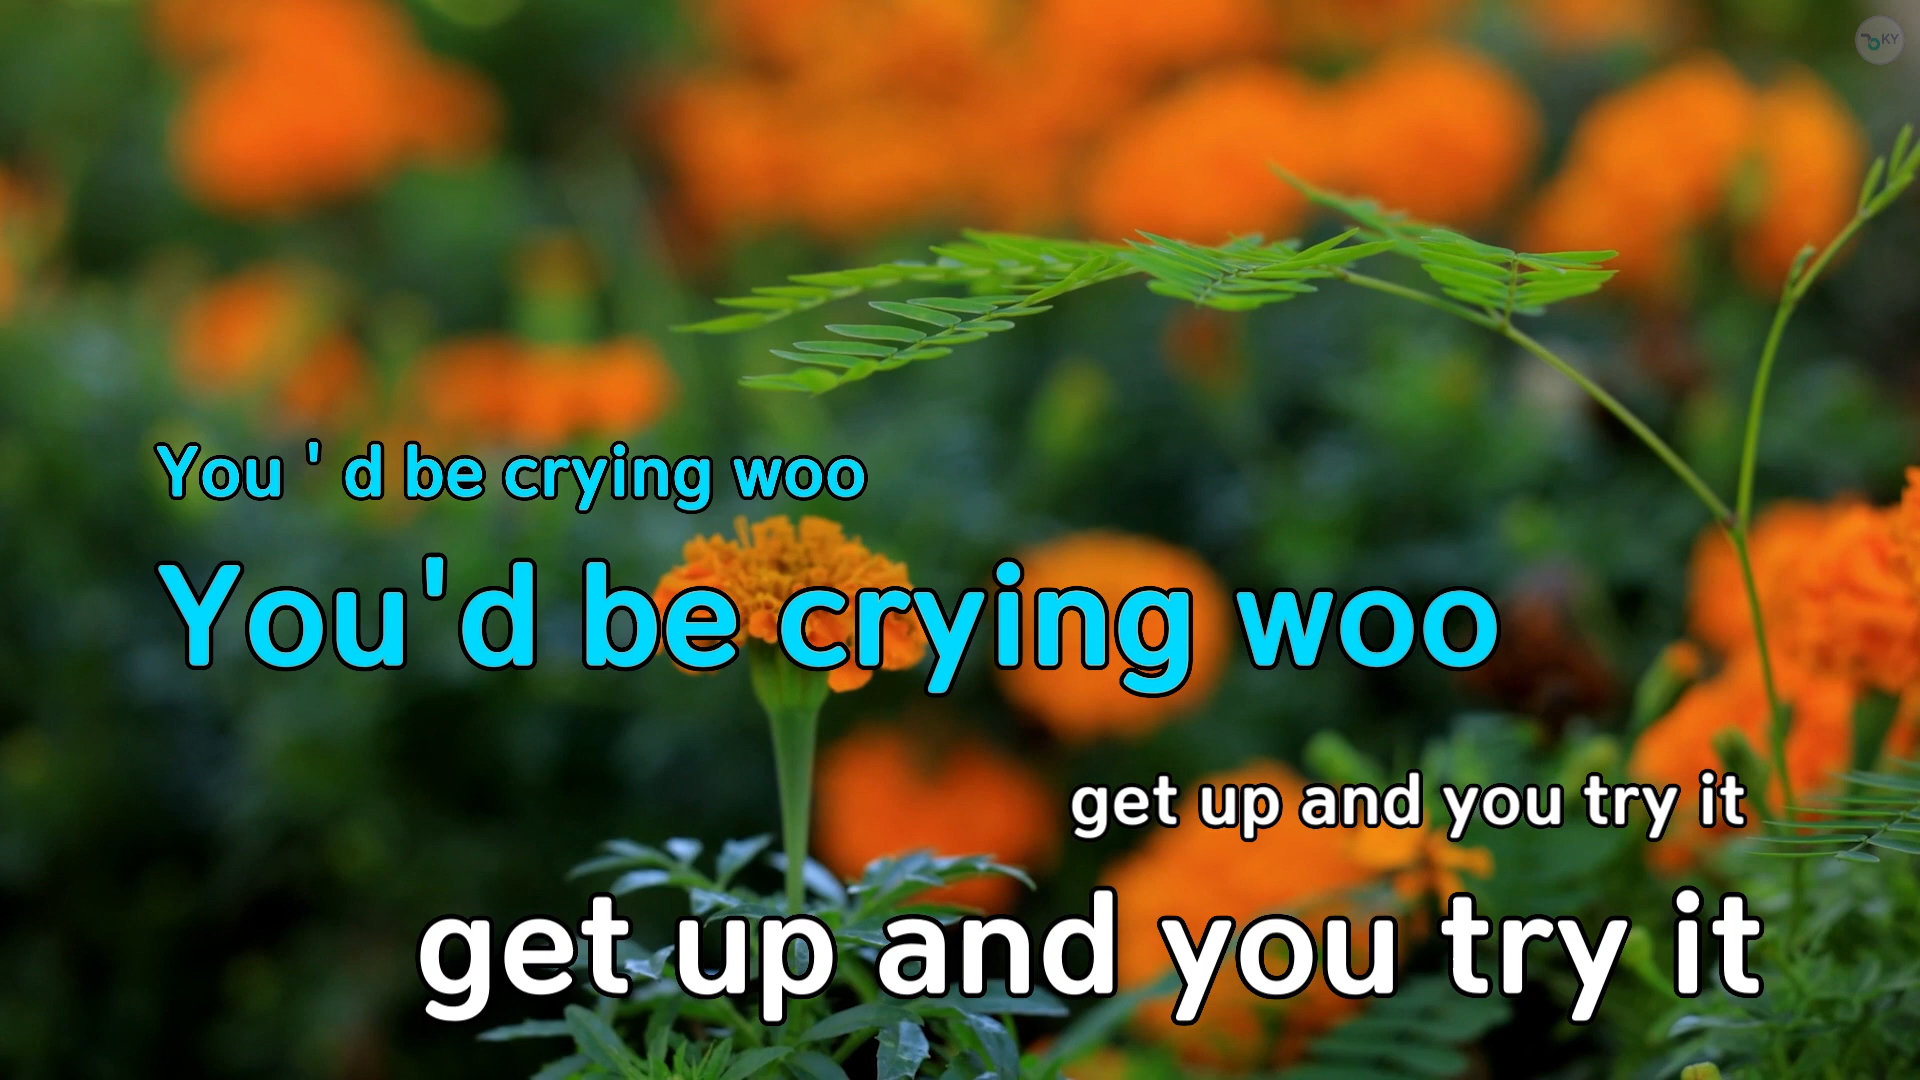 KY
You ' d be crying woo
You'd be crying woo
get up and you try it
get up and you try it